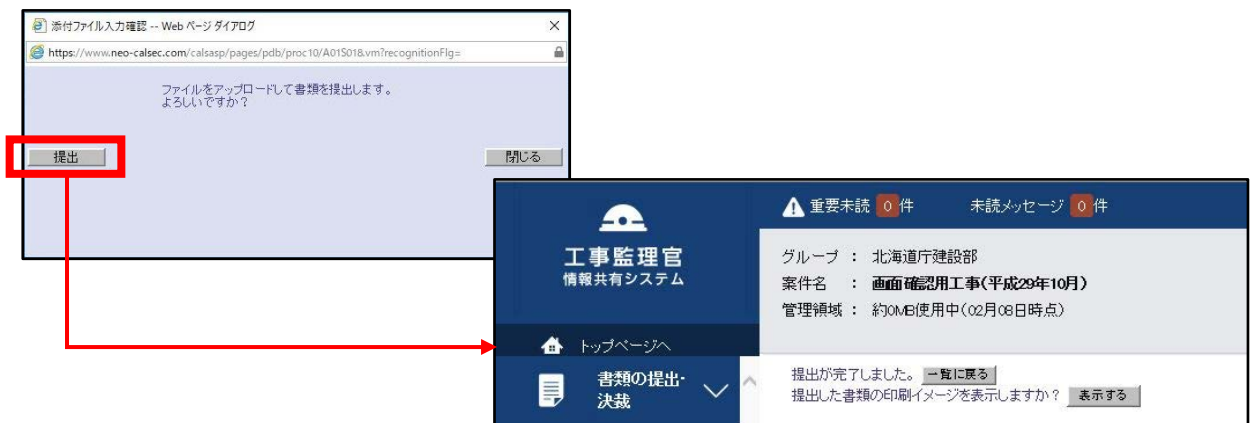 添付ファイル入力確認 -- Web ページ ダイアログ
https://www.neo-calsec.com/calsasp/pages/pdb/proc10/A01S018.vm?recognitionFlg=
ファイルをアップロードして書類を提出します。
よろしいですか？
提出
閉じる
工事監理官
情報共有システム
トップページへ
書類の提出・
決裁
重要未読 0 件 未読メッセージ 0 件
グループ ： 北海道庁建設部
案件名 ： 画面確認用工事(平成29年10月)
管理領域 ： 約0MB使用中(02月08日時点)
提出が完了しました。 一覧に戻る
提出した書類の印刷イメージを表示しますか？ 表示する